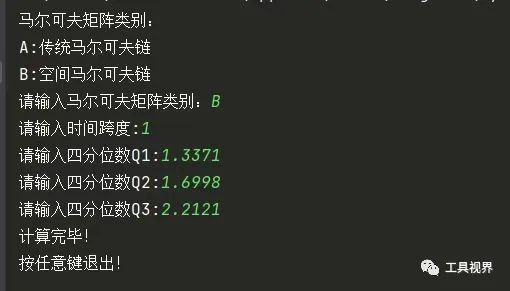 马尔可夫矩阵类别：
A:传统马尔可夫链
B:空间马尔可夫链
请输入马尔可夫矩阵类别：B
请输入时间跨度:1
请输入四分位数Q1:1.3371
请输入四分位数Q2:1.6998
请输入四分位数Q3:2.2121
计算完毕!
按任意键退出!
工具视界